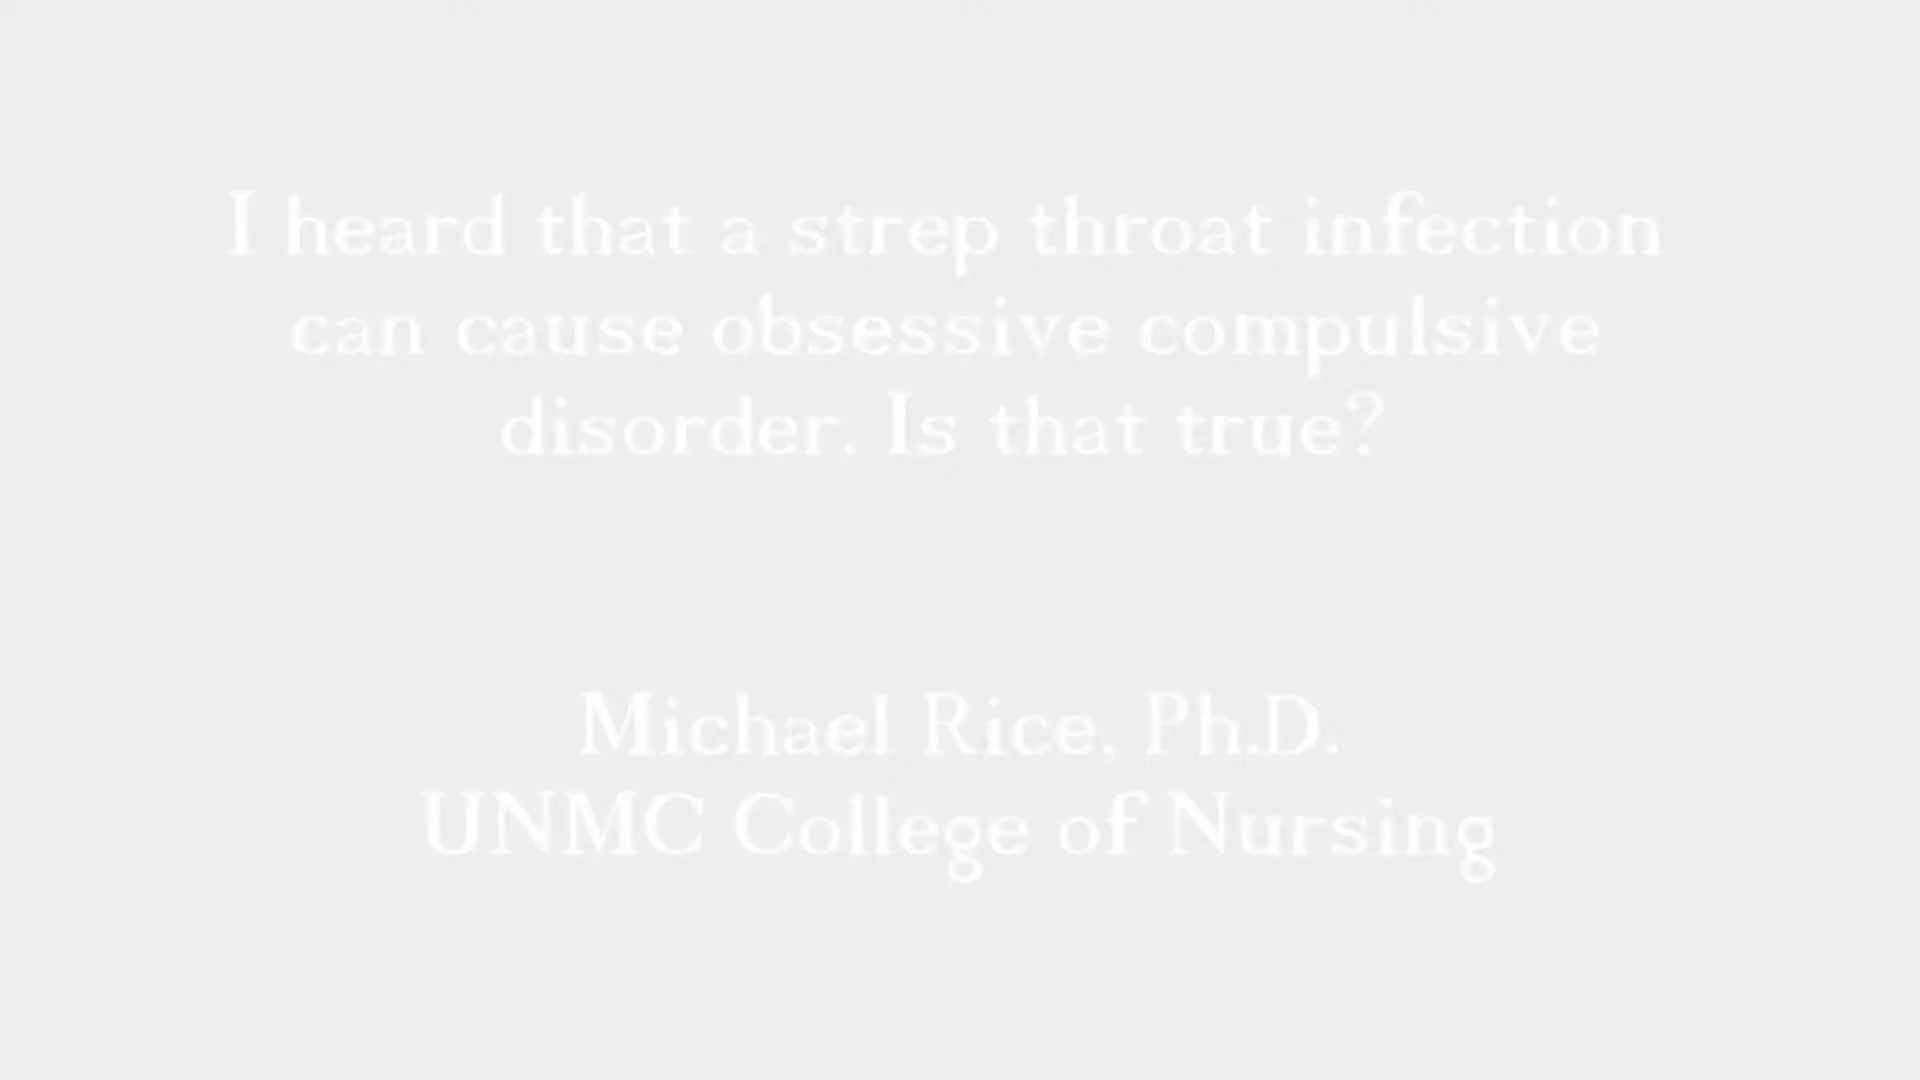 I heard that a strep throat infection
can cause obsessive compulsive
disorder. Is that true?
Michael Rice, Ph.D.
UNMC College of Nursing